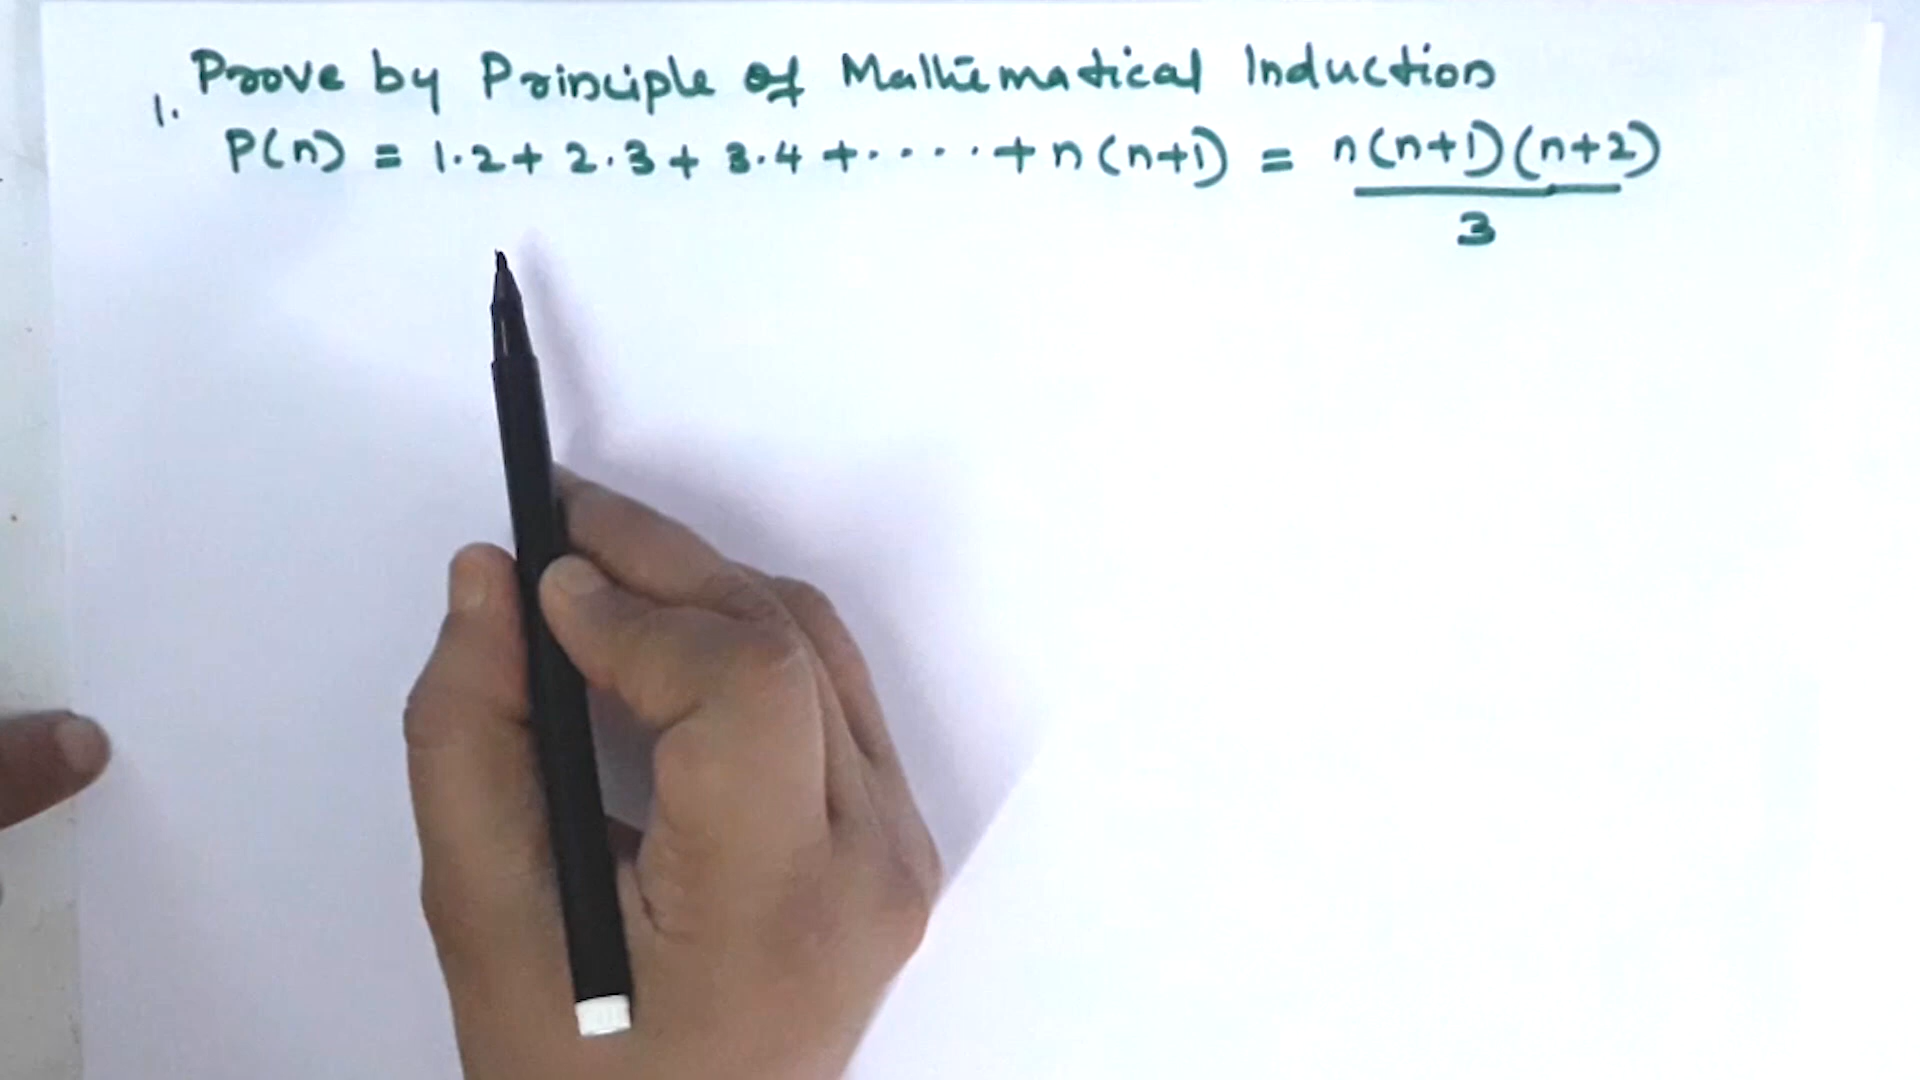 Prove by Principle of Mathematical Induction
1.
P(n) = 1.2 + 2.3 + 3.4 + ..... + n(n+1) = n(n+1)(n+2)
3